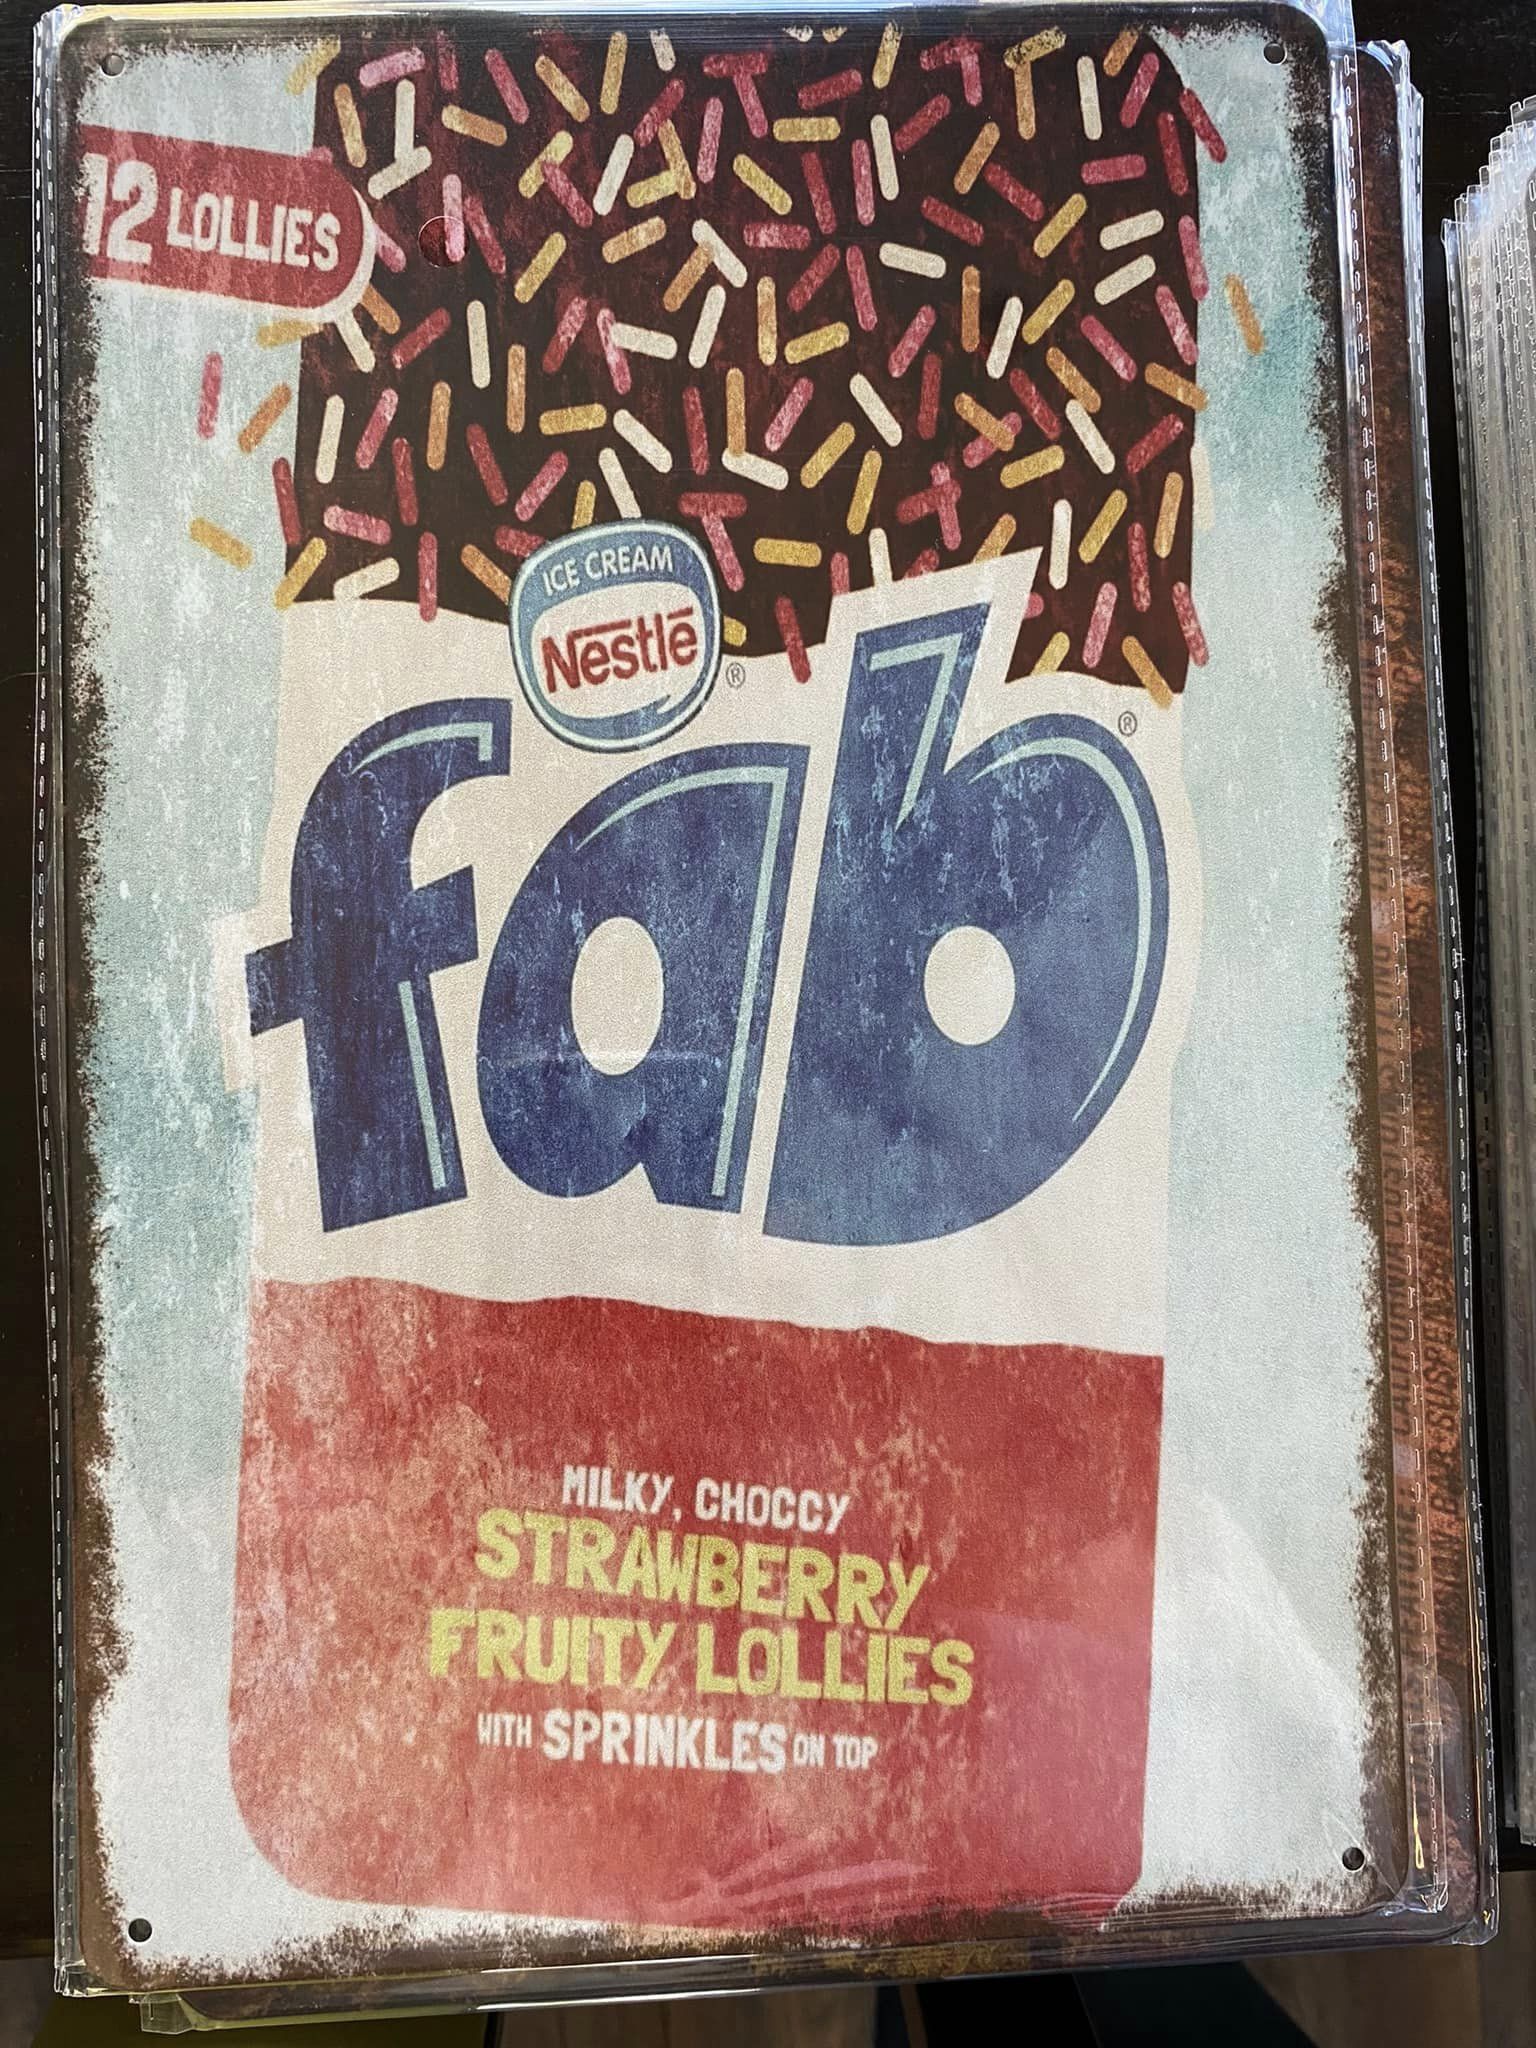 12 LOLLIES
ICE CREAM
Nestlé
®
fab
®
MILKY, CHOCCY
STRAWBERRY
FRUITY LOLLIES
WITH SPRINKLES ON TOP